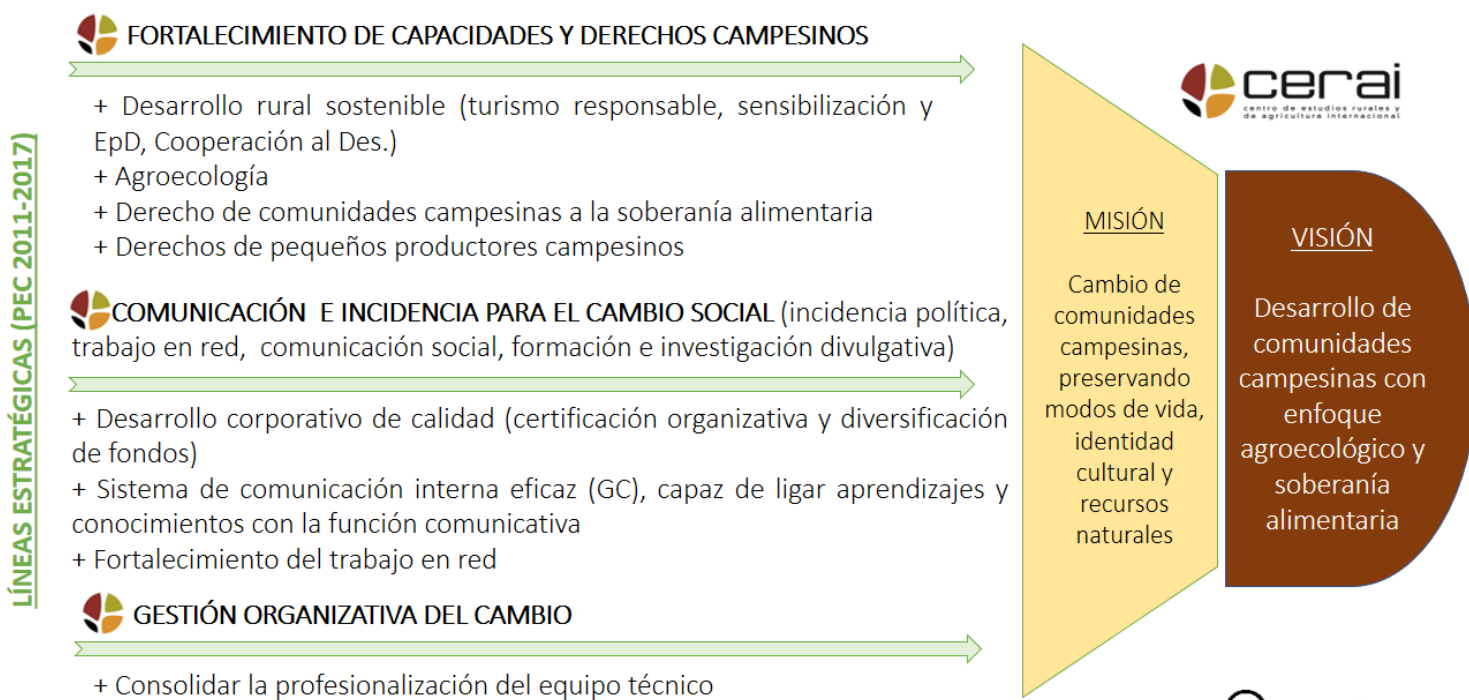 LÍNEAS ESTRATÉGICAS (PEC 2011-2017)
FORTALECIMIENTO DE CAPACIDADES Y DERECHOS CAMPESINOS
+ Desarrollo rural sostenible (turismo responsable, sensibilización y
EpD, Cooperación al Des.)
+ Agroecología
+ Derecho de comunidades campesinas a la soberanía alimentaria
+ Derechos de pequeños productores campesinos
COMUNICACIÓN E INCIDENCIA PARA EL CAMBIO SOCIAL (incidencia política,
trabajo en red, comunicación social, formación e investigación divulgativa)
+ Desarrollo corporativo de calidad (certificación organizativa y diversificación
de fondos)
+ Sistema de comunicación interna eficaz (GC), capaz de ligar aprendizajes y
conocimientos con la función comunicativa
+ Fortalecimiento del trabajo en red
GESTIÓN ORGANIZATIVA DEL CAMBIO
+ Consolidar la profesionalización del equipo técnico
MISIÓN
Cambio de
comunidades
campesinas,
preservando
modos de vida,
identidad
cultural y
recursos
naturales
cerai
centro de estudios rurales y
de agricultura internacional
VISIÓN
Desarrollo de
comunidades
campesinas con
enfoque
agroecológico y
soberanía
alimentaria